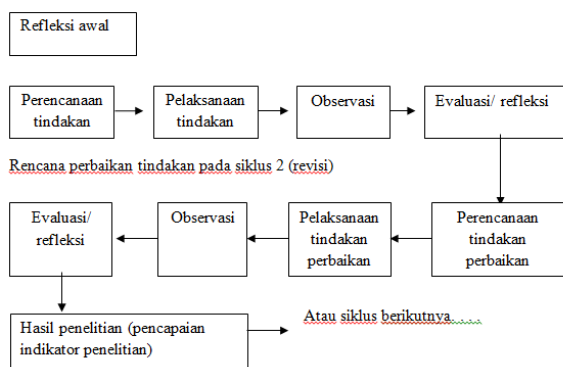 Refleksi awal
Perencanaan
tindakan
Pelaksanaan
tindakan
Observasi
Evaluasi/ refleksi
Rencana perbaikan tindakan pada siklus 2 (revisi)
Evaluasi/
refleksi
Observasi
Pelaksanaan
tindakan
perbaikan
Perencanaan
tindakan
perbaikan
Hasil penelitian (pencapaian
indikator penelitian)
Atau siklus berikutnya. . . .